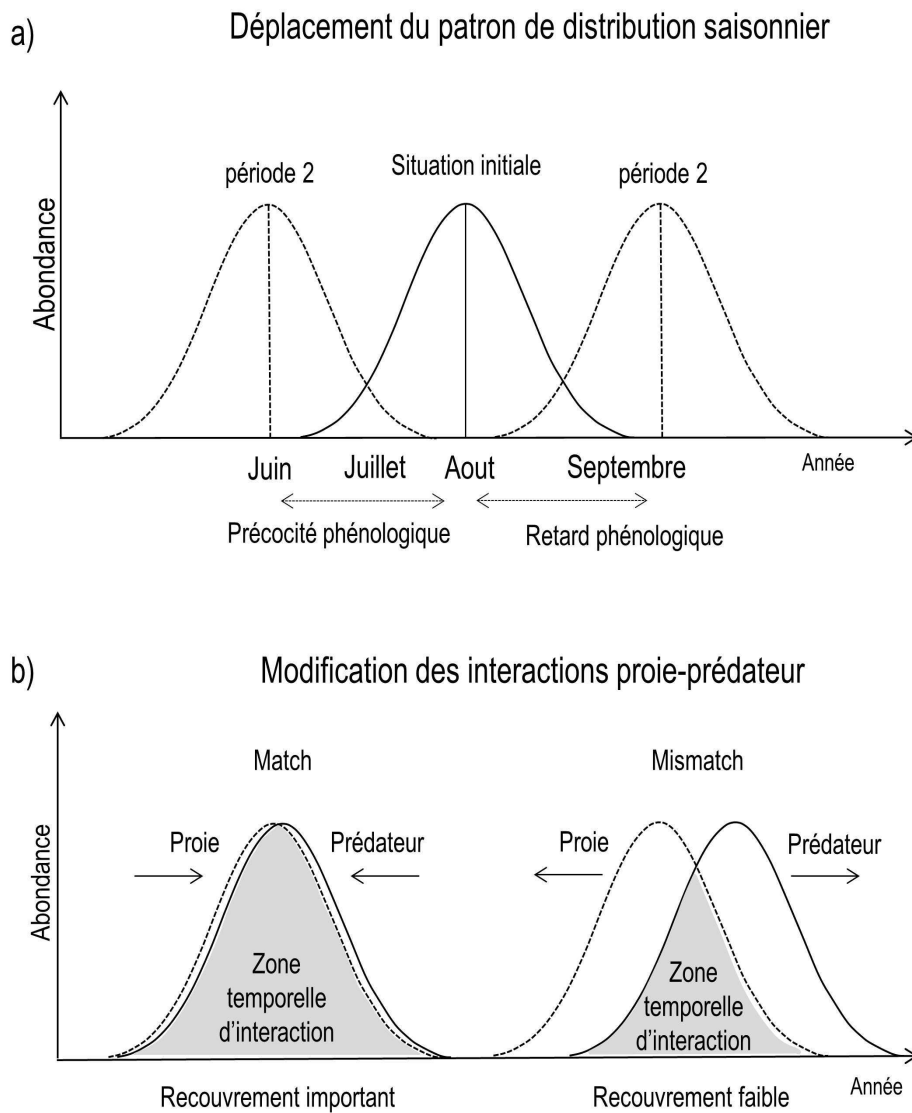 a)
Déplacement du patron de distribution saisonnier
Abondance
période 2
Situation initiale
période 2
Juin
Juillet
Aout
Septembre
Année
Précocité phénologique
Retard phénologique
b)
Modification des interactions proie-prédateur
Abondance
Match
Mismatch
Proie
Prédateur
Proie
Prédateur
Zone
temporelle
d'interaction
Zone
temporelle
d'interaction
Recouvrement important
Recouvrement faible
Année